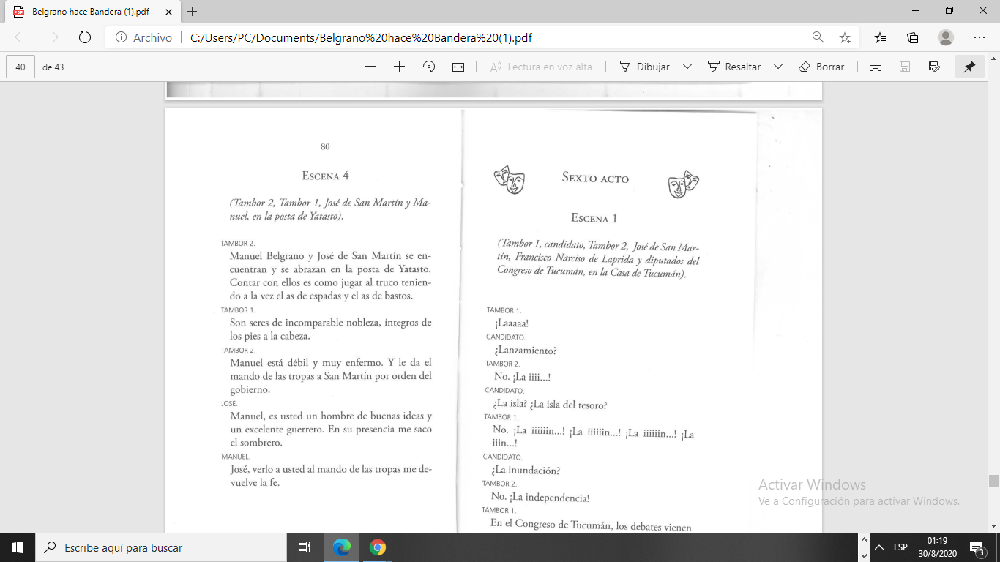 Belgrano hace Bandera (1).pdf
Archivo
C:/Users/PC/Documents/Belgrano%20hace%20Bandera%20(1).pdf
40
de 43
Lectura en voz alta
Dibujar
Resaltar
Borrar
80
ESCENA 4
(Tambor 2, Tambor 1, José de San Martín y Ma-
nuel, en la posta de Yatasto).
TAMBOR 2.
Manuel Belgrano y José de San Martín se en-
cuentran y se abrazan en la posta de Yatasto.
Contar con ellos es como jugar al truco tenien-
do a la vez el as de espadas y el as de bastos.
TAMBOR 1.
Son seres de incomparable nobleza, íntegros de
los pies a la cabeza.
TAMBOR 2.
Manuel está débil y muy enfermo. Y le da el
mando de las tropas a San Martín por orden del
gobierno.
JOSÉ.
Manuel, es usted un hombre de buenas ideas y
un excelente guerrero. En su presencia me saco
el sombrero.
MANUEL.
José, verlo a usted al mando de las tropas me de-
vuelve la fe.
SEXTO ACTO
ESCENA 1
(Tambor 1, candidato, Tambor 2, José de San Mar-
tín, Francisco Narciso de Laprida y diputados del
Congreso de Tucumán, en la Casa de Tucumán).
TAMBOR 1.
¡Laaaaa!
CANDIDATO.
¿Lanzamiento?
TAMBOR 2.
No. ¡La iiii...!
CANDIDATO.
¿La isla? ¿La isla del tesoro?
TAMBOR 1.
No. ¡La iiiiiin...! ¡La iiiiiin...! ¡La iiiiiin...! ¡La
iiin...!
CANDIDATO.
¿La inundación?
TAMBOR 2.
No. ¡La independencia!
TAMBOR 1.
En el Congreso de Tucumán, los debates vienen
Activar Windows
Ve a Configuración para activar Windows.
Escribe aquí para buscar
ESP
01:19
30/8/2020
3